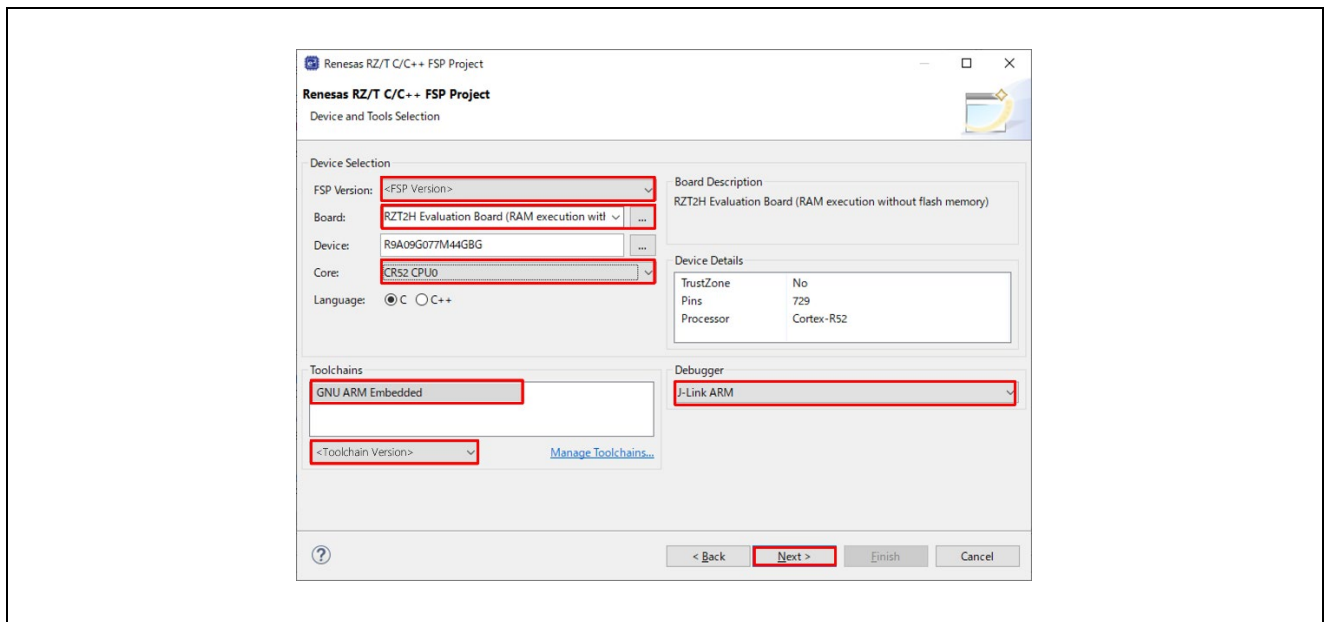 Renesas RZ/T C/C++ FSP Project
Renesas RZ/T C/C++ FSP Project
Device and Tools Selection
Device Selection
FSP Version: <FSP Version>
Board: RZT2H Evaluation Board (RAM execution with ...
Device: R9A09G077M44GBG ...
Core: CR52 CPU0
Language: C C++
Board Description
RZT2H Evaluation Board (RAM execution without flash memory)
Device Details
TrustZone No
Pins 729
Processor Cortex-R52
Toolchains
GNU ARM Embedded
<Toolchain Version> Manage Toolchains...
Debugger
J-Link ARM
? < Back Next > Finish Cancel